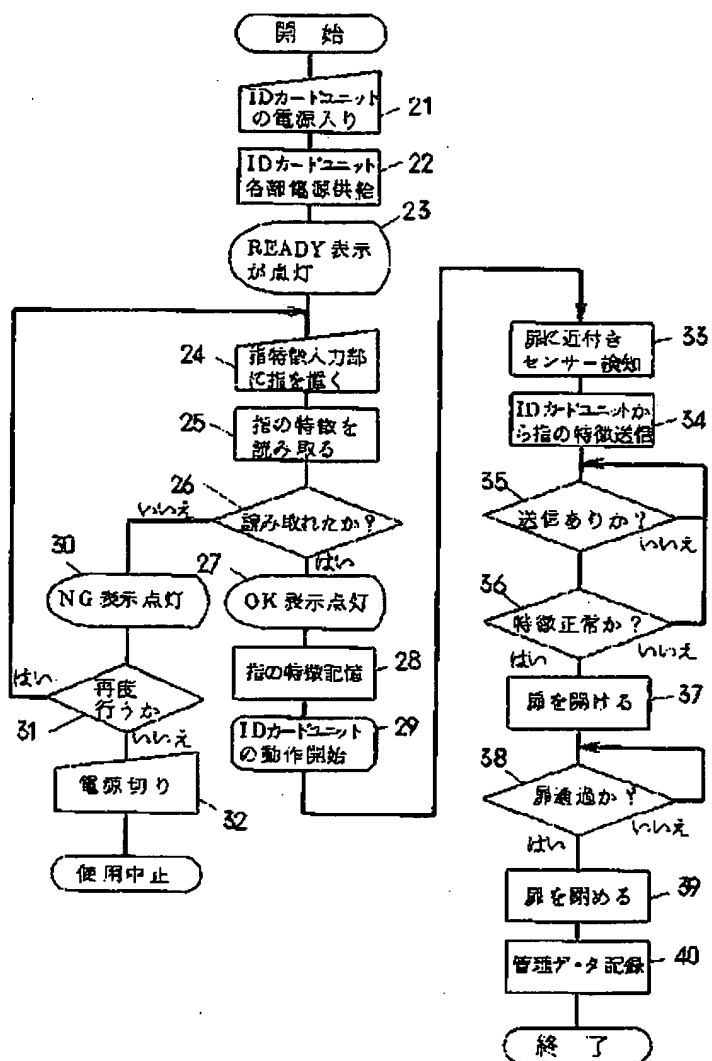 開始
IDカードユニット
の電源入り
21
IDカードユニット
各部電源供給
22
READY 表示
が点灯
23
指特徴入力部
に指を置く
24
指の特徴を
読み取る
25
読み取れたか?
26
いいえ
はい
NG 表示点灯
30
OK 表示点灯
27
再度
行うか
31
はい
いいえ
指の特徴記憶
28
IDカードユニット
の動作開始
29
電源切り
32
使用中止
扉に近付き
センサー検知
33
IDカードユニットか
ら指の特徴送信
34
送信ありか?
35
いいえ
特徴正常か?
36
はい
いいえ
扉を開ける
37
扉通過か?
38
いいえ
はい
扉を閉める
39
管理データ記録
40
終了